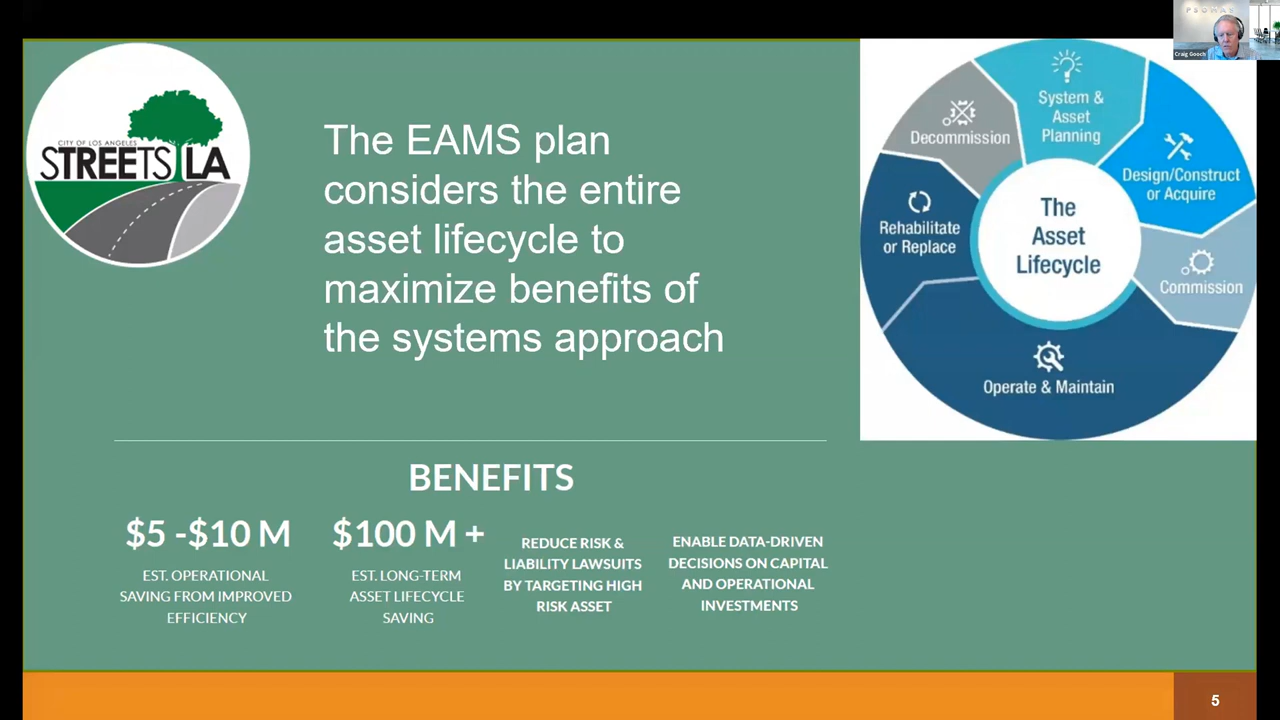 PSOMAS
Craig Gooch
CITY OF LOS ANGELES
STREETS LA
The EAMS plan
considers the entire
asset lifecycle to
maximize benefits of
the systems approach
System &
Asset
Planning
Design/Construct
or Acquire
Commission
Operate & Maintain
Rehabilitate
or Replace
Decommission
The
Asset
Lifecycle
BENEFITS
$5 -$10 M
EST. OPERATIONAL
SAVING FROM IMPROVED
EFFICIENCY
$100 M +
EST. LONG-TERM
ASSET LIFECYCLE
SAVING
REDUCE RISK &
LIABILITY LAWSUITS
BY TARGETING HIGH
RISK ASSET
ENABLE DATA-DRIVEN
DECISIONS ON CAPITAL
AND OPERATIONAL
INVESTMENTS
5